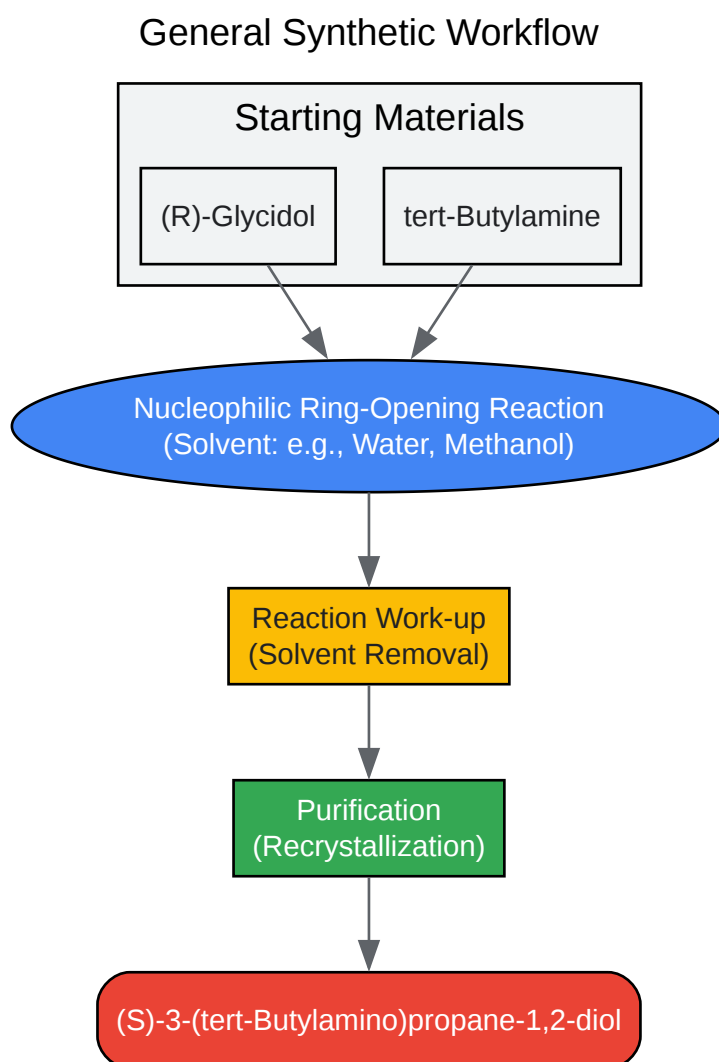 General Synthetic Workflow
Starting Materials
(R)-Glycidol
tert-Butylamine
Nucleophilic Ring-Opening Reaction
(Solvent: e.g., Water, Methanol)
Reaction Work-up
(Solvent Removal)
Purification
(Recrystallization)
(S)-3-(tert-Butylamino)propane-1,2-diol